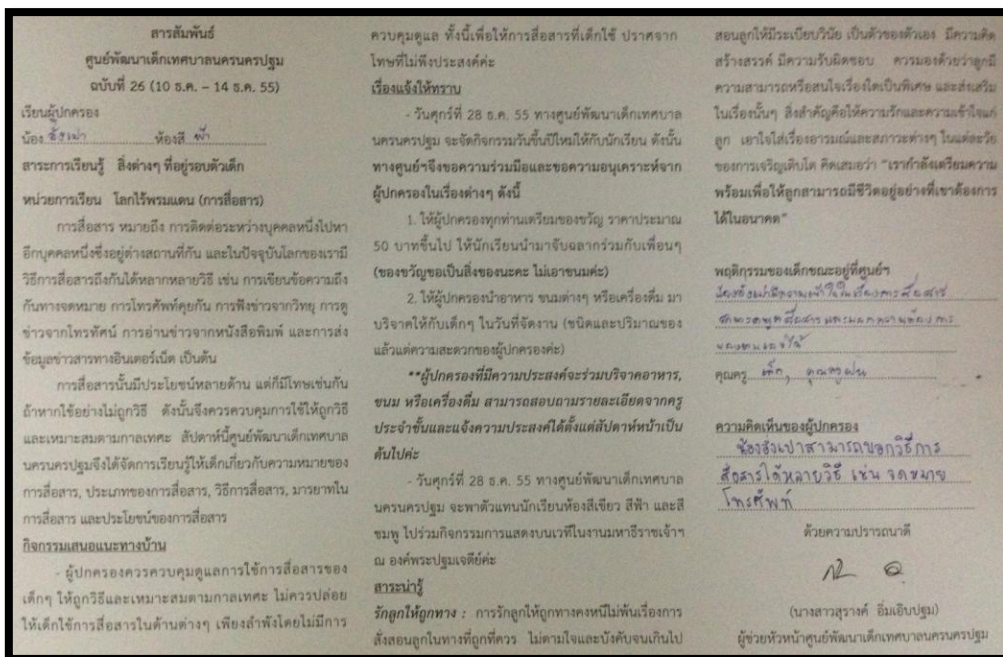 สารสัมพันธ์
ศูนย์พัฒนาเด็กเทศบาลนครนครปฐม
ฉบับที่ 26 (10 ธ.ค. – 14 ธ.ค. 55)
เรียนผู้ปกครอง
น้อง ห้องสี ฟ้า
สาระการเรียนรู้ สิ่งต่างๆ ที่อยู่รอบตัวเด็ก
หน่วยการเรียน โลกไร้พรมแดน (การสื่อสาร)
การสื่อสาร หมายถึง การติดต่อระหว่างบุคคลหนึ่งไปหา
อีกบุคคลหนึ่งซึ่งอยู่ต่างสถานที่กัน และในปัจจุบันโลกของเรามี
วิธีการสื่อสารถึงกันได้หลากหลายวิธี เช่น การเขียนข้อความถึง
กันทางจดหมาย การโทรศัพท์คุยกัน การฟังข่าวจากวิทยุ การดู
ข่าวจากโทรทัศน์ การอ่านข่าวจากหนังสือพิมพ์ และการส่ง
ข้อมูลข่าวสารทางอินเตอร์เน็ต เป็นต้น
การสื่อสารนั้นมีประโยชน์หลายด้าน แต่ก็มีโทษเช่นกัน
ถ้าหากใช้อย่างไม่ถูกวิธี ดังนั้นจึงควรควบคุมการใช้ให้ถูกวิธี
และเหมาะสมตามกาลเทศะ สัปดาห์นี้ศูนย์พัฒนาเด็กเทศบาล
นครนครปฐมจึงได้จัดการเรียนรู้ให้เด็กเกี่ยวกับความหมายของ
การสื่อสาร, ประเภทของการสื่อสาร, วิธีการสื่อสาร, มารยาทใน
การสื่อสาร และประโยชน์ของการสื่อสาร
กิจกรรมเสนอแนะทางบ้าน
- ผู้ปกครองควรควบคุมดูแลการใช้การสื่อสารของ
เด็กๆ ให้ถูกวิธีและเหมาะสมตามกาลเทศะ ไม่ควรปล่อย
ให้เด็กใช้การสื่อสารในด้านต่างๆ เพียงลำพังโดยไม่มีการ
ควบคุมดูแล ทั้งนี้เพื่อให้การสื่อสารที่เด็กใช้ ปราศจาก
โทษที่ไม่พึงประสงค์ค่ะ
เรื่องแจ้งให้ทราบ
- วันศุกร์ที่ 28 ธ.ค. 55 ทางศูนย์พัฒนาเด็กเทศบาล
นครนครปฐม จะจัดกิจกรรมวันขึ้นปีใหม่ให้กับนักเรียน ดังนั้น
ทางศูนย์ฯจึงขอความร่วมมือและขอความอนุเคราะห์จาก
ผู้ปกครองในเรื่องต่างๆ ดังนี้
1. ให้ผู้ปกครองทุกท่านเตรียมของขวัญ ราคาประมาณ
50 บาทขึ้นไป ให้นักเรียนนำมาจับฉลากร่วมกับเพื่อนๆ
(ของขวัญขอเป็นสิ่งของนะคะ ไม่เอาขนมค่ะ)
2. ให้ผู้ปกครองนำอาหาร ขนมต่างๆ หรือเครื่องดื่ม มา
บริจาคให้กับเด็กๆ ในวันที่จัดงาน (ชนิดและปริมาณของ
แล้วแต่ความสะดวกของผู้ปกครองค่ะ)
**ผู้ปกครองที่มีความประสงค์จะร่วมบริจาคอาหาร,
ขนม หรือเครื่องดื่ม สามารถสอบถามรายละเอียดจากครู
ประจำชั้นและแจ้งความประสงค์ได้ตั้งแต่สัปดาห์หน้าเป็น
ต้นไปค่ะ
- วันศุกร์ที่ 28 ธ.ค. 55 ทางศูนย์พัฒนาเด็กเทศบาล
นครนครปฐม จะพาตัวแทนนักเรียนห้องสีเขียว สีฟ้า และสี
ชมพู ไปร่วมกิจกรรมการแสดงบนเวทีในงานมหาธีราชเจ้าฯ
ณ องค์พระปฐมเจดีย์ค่ะ
สาระน่ารู้
รักลูกให้ถูกทาง : การรักลูกให้ถูกทางคงหนีไม่พ้นเรื่องการ
สั่งสอนลูกในทางที่ถูกที่ควร ไม่ตามใจและบังคับจนเกินไป
สอนลูกให้มีระเบียบวินัย เป็นตัวของตัวเอง มีความคิด
สร้างสรรค์ มีความรับผิดชอบ ควรมองด้วยว่าลูกมี
ความสามารถหรือสนใจเรื่องใดเป็นพิเศษ และส่งเสริม
ในเรื่องนั้นๆ สิ่งสำคัญคือให้ความรักและความเข้าใจแก่
ลูก เอาใจใส่เรื่องอารมณ์และสภาวะต่างๆ ในแต่ละวัย
ของการเจริญเติบโต คิดเสมอว่า "เรากำลังเตรียมความ
พร้อมเพื่อให้ลูกสามารถมีชีวิตอยู่อย่างที่เขาต้องการ
ได้ในอนาคต"
พฤติกรรมของเด็กขณะอยู่ที่ศูนย์ฯ
มีความเข้าใจในเรื่องการสื่อสาร
สามารถพูดสื่อสารและบอกความต้องการ
ของตนเองได้
คุณครู
ความคิดเห็นของผู้ปกครอง
น้องอั่งเปาสามารถบอกวิธีการ
สื่อสารได้หลายวิธี เช่น จดหมาย
โทรศัพท์
ด้วยความปรารถนาดี
(นางสาวสุรางค์ อิ่มเอิบปฐม)
ผู้ช่วยหัวหน้าศูนย์พัฒนาเด็กเทศบาลนครนครปฐม